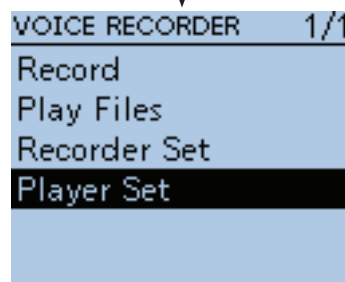 VOICE RECORDER 1/1
Record
Play Files
Recorder Set
Player Set